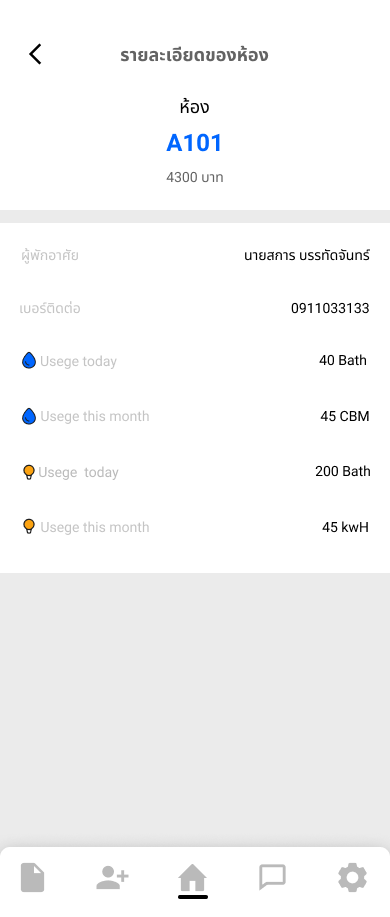 รายละเอียดของห้อง
ห้อง
A101
4300 บาท
ผู้พักอาศัย นายสการ บรรทัดจันทร์
เบอร์ติดต่อ 0911033133
Usege today 40 Bath
Usege this month 45 CBM
Usege today 200 Bath
Usege this month 45 kwH